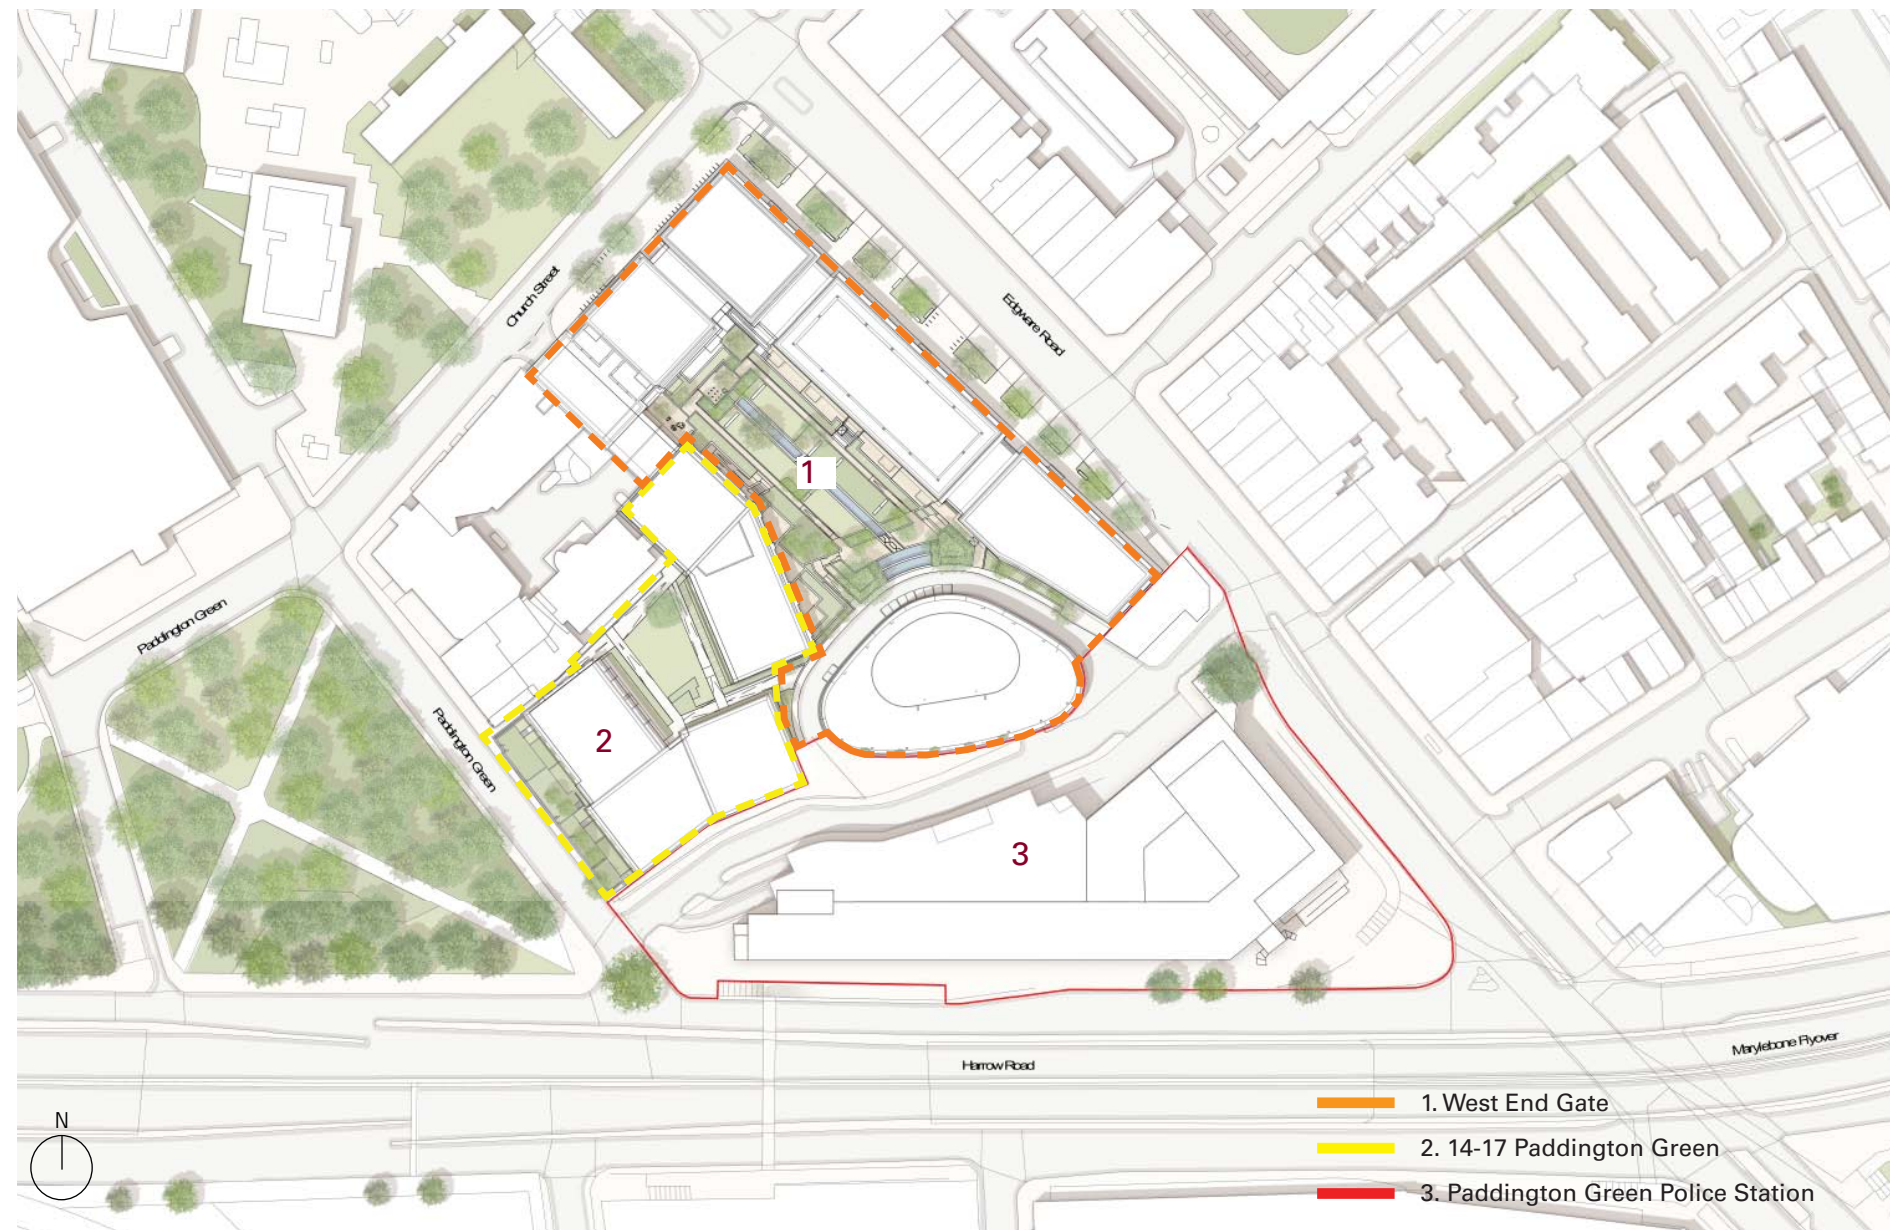 Church Street
Edgware Road
1
Paddington Green
Paddington Green
2
3
Harrow Road
Marylebone Flyover
N
1. West End Gate
2. 14-17 Paddington Green
3. Paddington Green Police Station